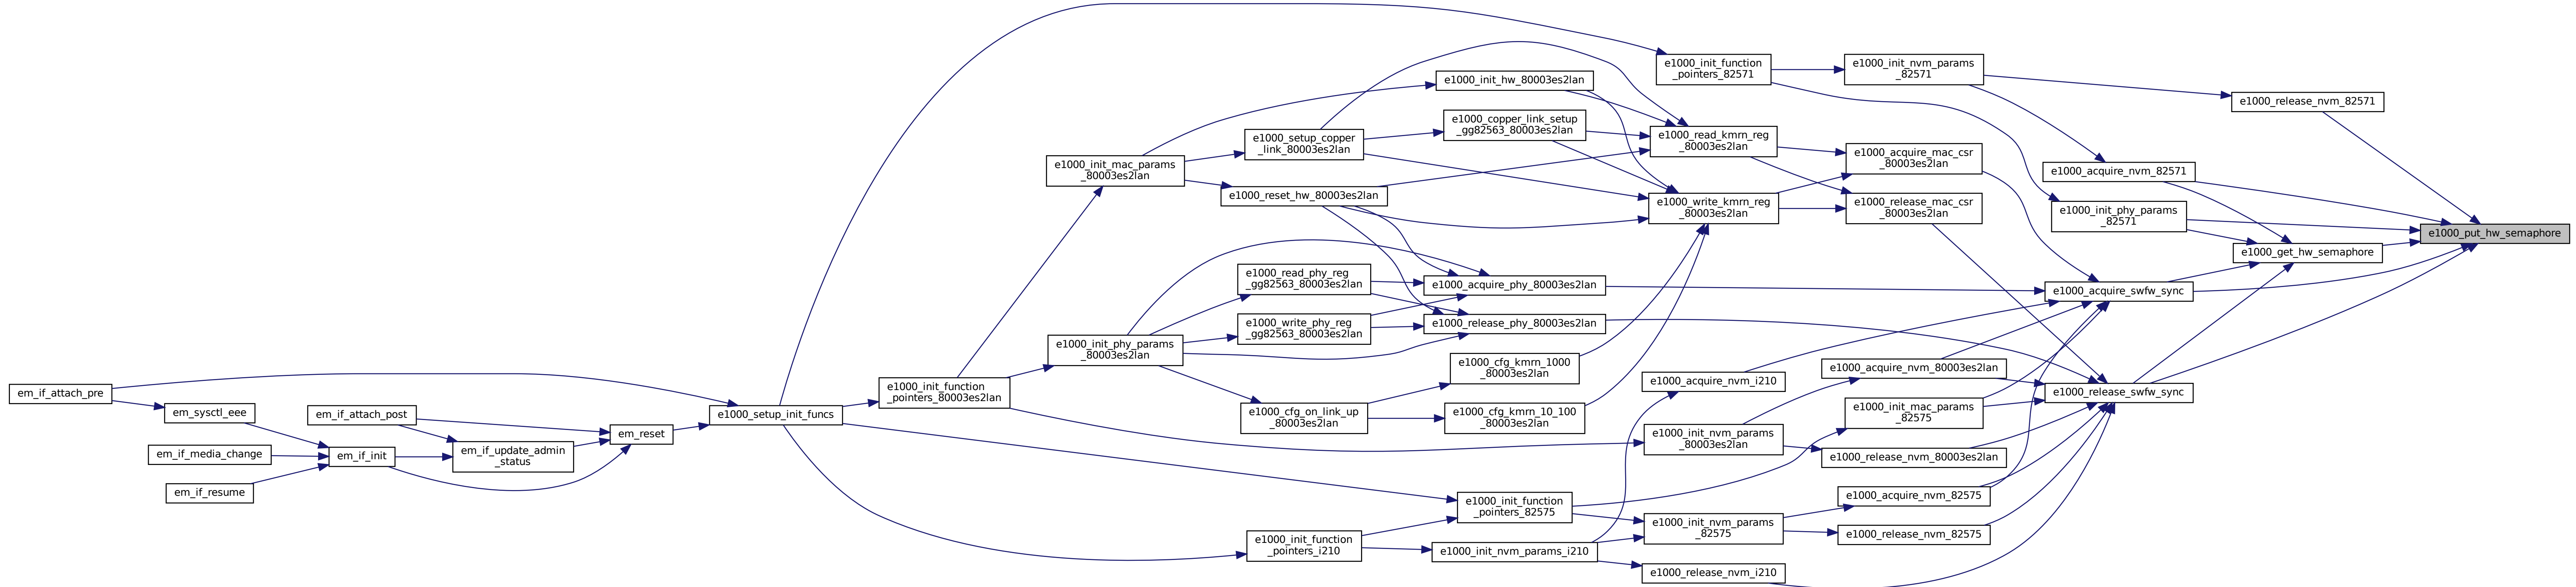 em_if_attach_pre
em_sysctl_eee
em_if_media_change
em_if_resume
em_if_attach_post
em_if_init
em_if_update_admin
_status
em_reset
e1000_setup_init_funcs
e1000_init_function
_pointers_80003es2lan
e1000_init_mac_params
_80003es2lan
e1000_init_phy_params
_80003es2lan
e1000_setup_copper
_link_80003es2lan
e1000_reset_hw_80003es2lan
e1000_read_phy_reg
_gg82563_80003es2lan
e1000_write_phy_reg
_gg82563_80003es2lan
e1000_cfg_on_link_up
_80003es2lan
e1000_init_function
_pointers_i210
e1000_init_hw_80003es2lan
e1000_copper_link_setup
_gg82563_80003es2lan
e1000_acquire_phy_80003es2lan
e1000_release_phy_80003es2lan
e1000_cfg_kmrn_1000
_80003es2lan
e1000_cfg_kmrn_10_100
_80003es2lan
e1000_init_function
_pointers_82575
e1000_init_nvm_params_i210
e1000_init_function
_pointers_82571
e1000_read_kmrn_reg
_80003es2lan
e1000_write_kmrn_reg
_80003es2lan
e1000_acquire_nvm_i210
e1000_init_nvm_params
_80003es2lan
e1000_init_nvm_params
_82575
e1000_release_nvm_i210
e1000_init_nvm_params
_82571
e1000_acquire_mac_csr
_80003es2lan
e1000_release_mac_csr
_80003es2lan
e1000_acquire_nvm_80003es2lan
e1000_init_mac_params
_82575
e1000_release_nvm_80003es2lan
e1000_acquire_nvm_82575
e1000_release_nvm_82575
e1000_acquire_nvm_82571
e1000_init_phy_params
_82571
e1000_acquire_swfw_sync
e1000_release_swfw_sync
e1000_release_nvm_82571
e1000_get_hw_semaphore
e1000_put_hw_semaphore